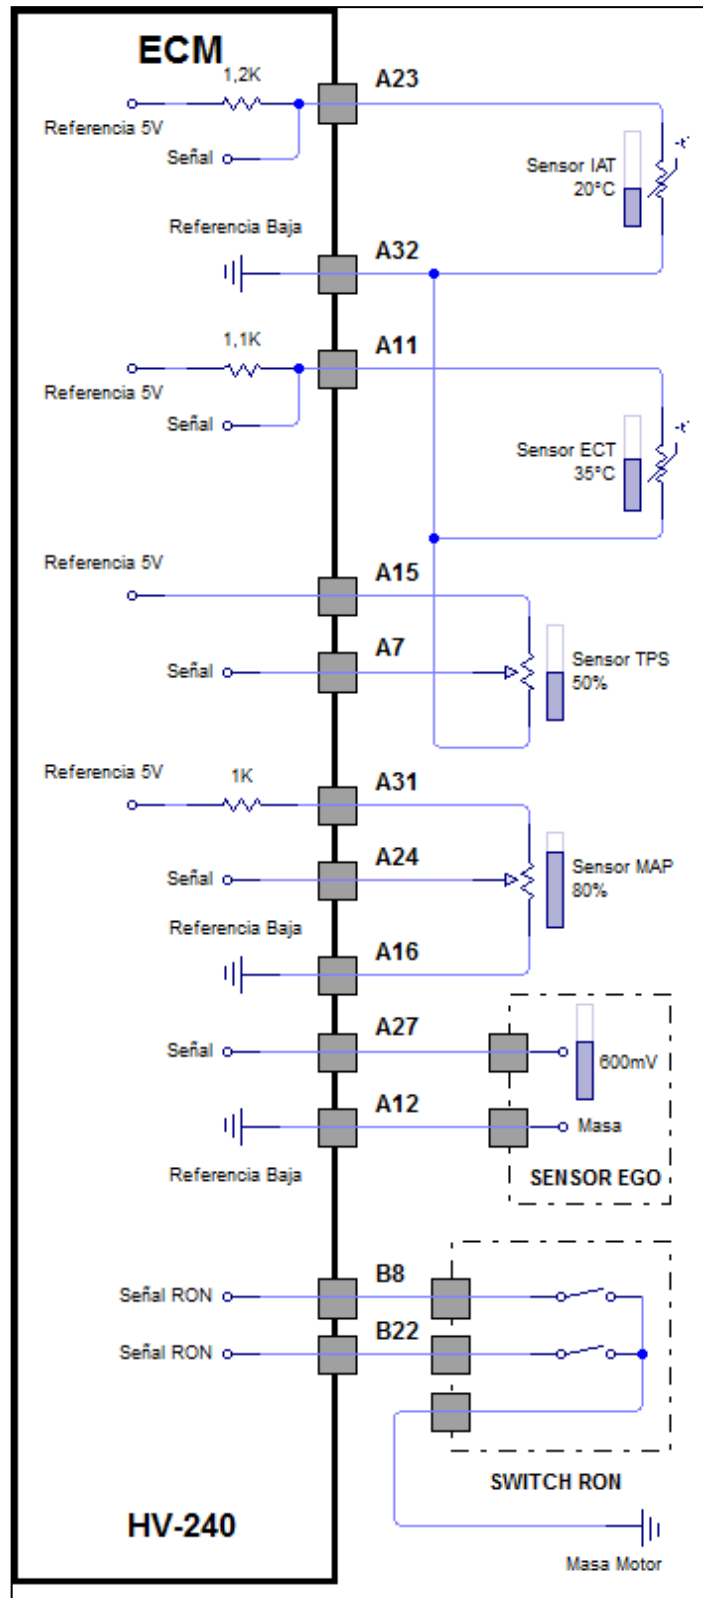 ECM
1,2K
A23
Referencia 5V
Señal
Sensor IAT
20°C
-t°
Referencia Baja
A32
1,1K
A11
Referencia 5V
Señal
Sensor ECT
35°C
-t°
Referencia 5V
A15
A7
Señal
Sensor TPS
50%
Referencia 5V
1K
A31
A24
Señal
Sensor MAP
80%
Referencia Baja
A16
A27
Señal
600mV
A12
Masa
Referencia Baja
SENSOR EGO
B8
Señal RON
B22
Señal RON
SWITCH RON
HV-240
Masa Motor